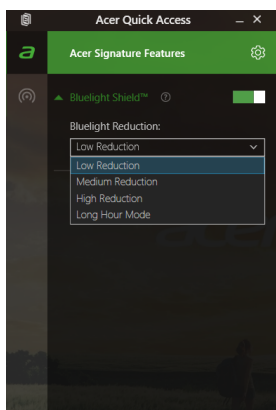 Acer Quick Access
Acer Signature Features
Bluelight Shield™
Bluelight Reduction:
Low Reduction
Low Reduction
Medium Reduction
High Reduction
Long Hour Mode